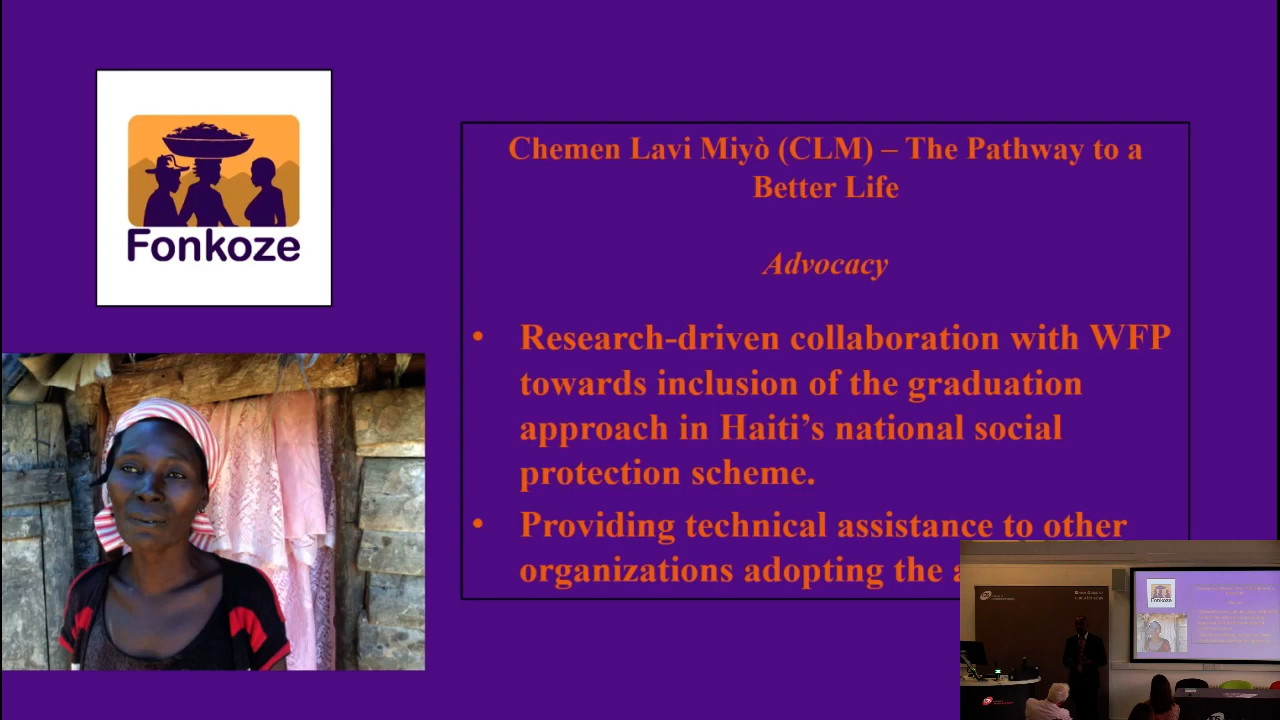 Fonkoze
Chemen Lavi Miyò (CLM) – The Pathway to a
Better Life
Advocacy
• Research-driven collaboration with WFP
towards inclusion of the graduation
approach in Haiti’s national social
protection scheme.
• Providing technical assistance to other
organizations adopting the